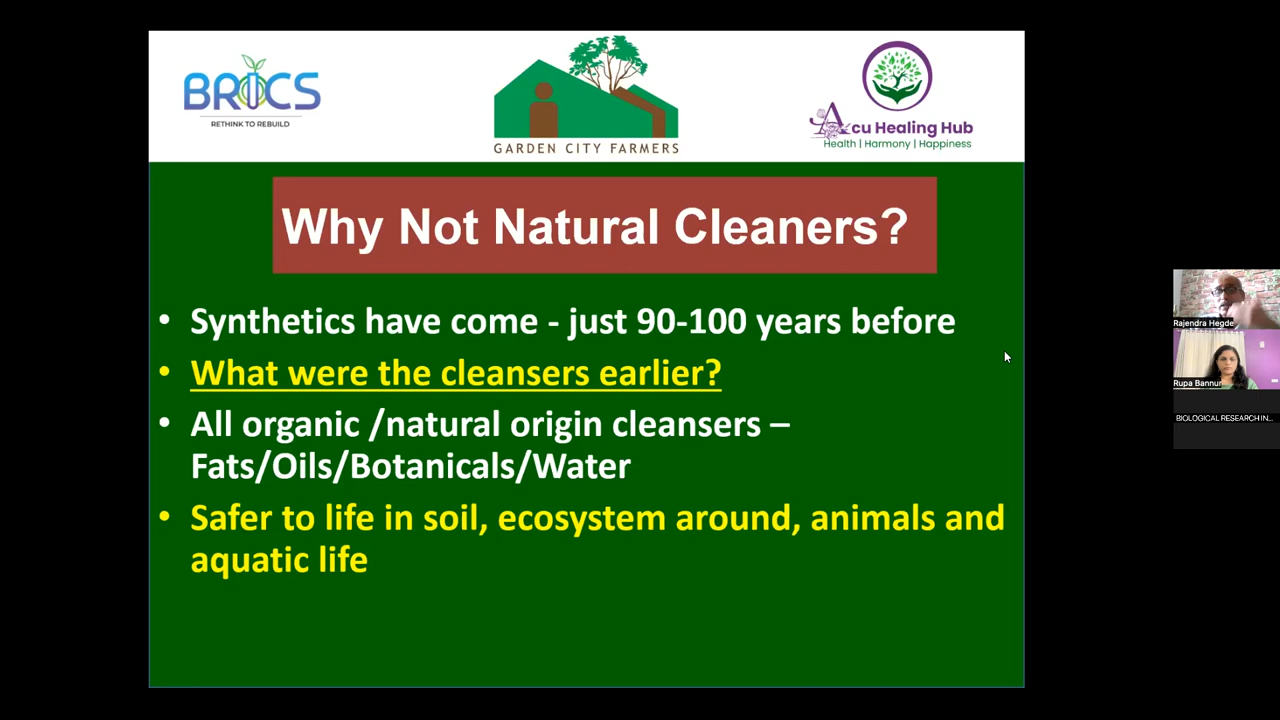 BRICS
RETHINK TO REBUILD
GARDEN CITY FARMERS
Acu Healing Hub
Health | Harmony | Happiness
Why Not Natural Cleaners?
• Synthetics have come - just 90-100 years before
• What were the cleansers earlier?
• All organic /natural origin cleansers –
Fats/Oils/Botanicals/Water
• Safer to life in soil, ecosystem around, animals and
aquatic life
Rajendra Hegde
Rupa Bannur
BIOLOGICAL RESEARCH IN...